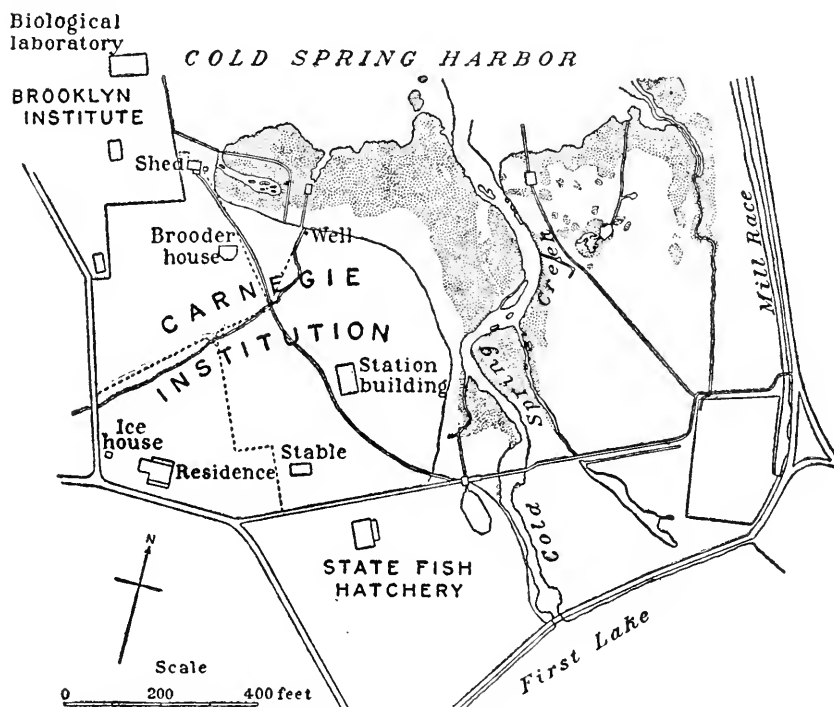 Biological
laboratory
COLD SPRING HARBOR
BROOKLYN
INSTITUTE
Shed
Well
Brooder
house
CARNEGIE
INSTITUTION
Station
building
Ice
house
Residence
Stable
Cold Spring Creek
Mill Race
STATE FISH
HATCHERY
First Lake
N
Scale
0 200 400 feet